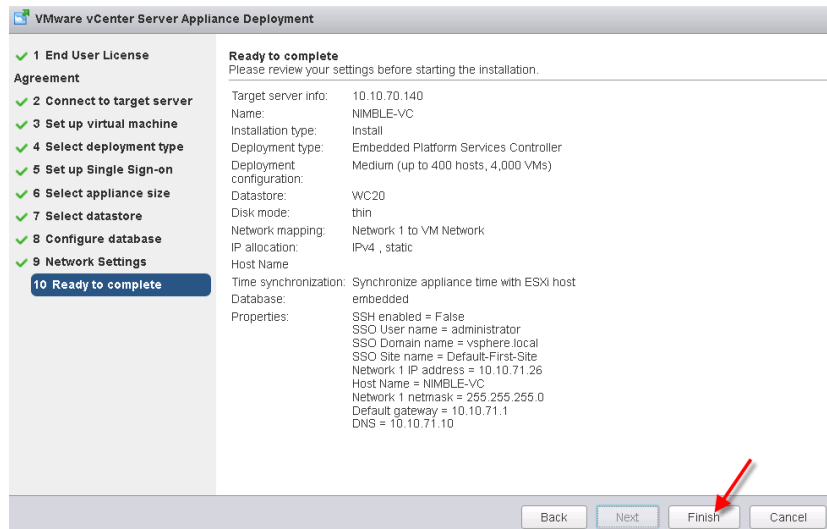 VMware vCenter Server Appliance Deployment
1 End User License
Agreement
2 Connect to target server
3 Set up virtual machine
4 Select deployment type
5 Set up Single Sign-on
6 Select appliance size
7 Select datastore
8 Configure database
9 Network Settings
10 Ready to complete
Ready to complete
Please review your settings before starting the installation.
Target server info: 10.10.70.140
Name: NIMBLE-VC
Installation type: Install
Deployment type: Embedded Platform Services Controller
Deployment Medium (up to 400 hosts, 4,000 VMs)
configuration:
Datastore: WC20
Disk mode: thin
Network mapping: Network 1 to VM Network
IP allocation: IPv4 , static
Host Name
Time synchronization: Synchronize appliance time with ESXi host
Database: embedded
Properties: SSH enabled = False
SSO User name = administrator
SSO Domain name = vsphere.local
SSO Site name = Default-First-Site
Network 1 IP address = 10.10.71.26
Host Name = NIMBLE-VC
Network 1 netmask = 255.255.255.0
Default gateway = 10.10.71.1
DNS = 10.10.71.10
Back Next Finish Cancel